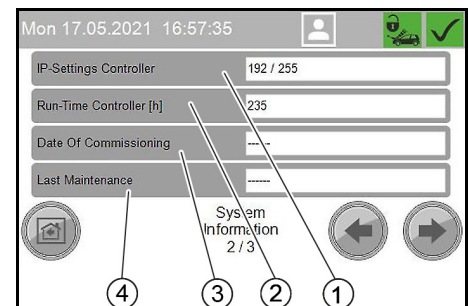 Mon 17.05.2021 16:57:35
IP-Settings Controller 192 / 255
Run-Time Controller [h] 235
Date Of Commissioning ------
Last Maintenance ------
System
Information
2 / 3
4 3 2 1